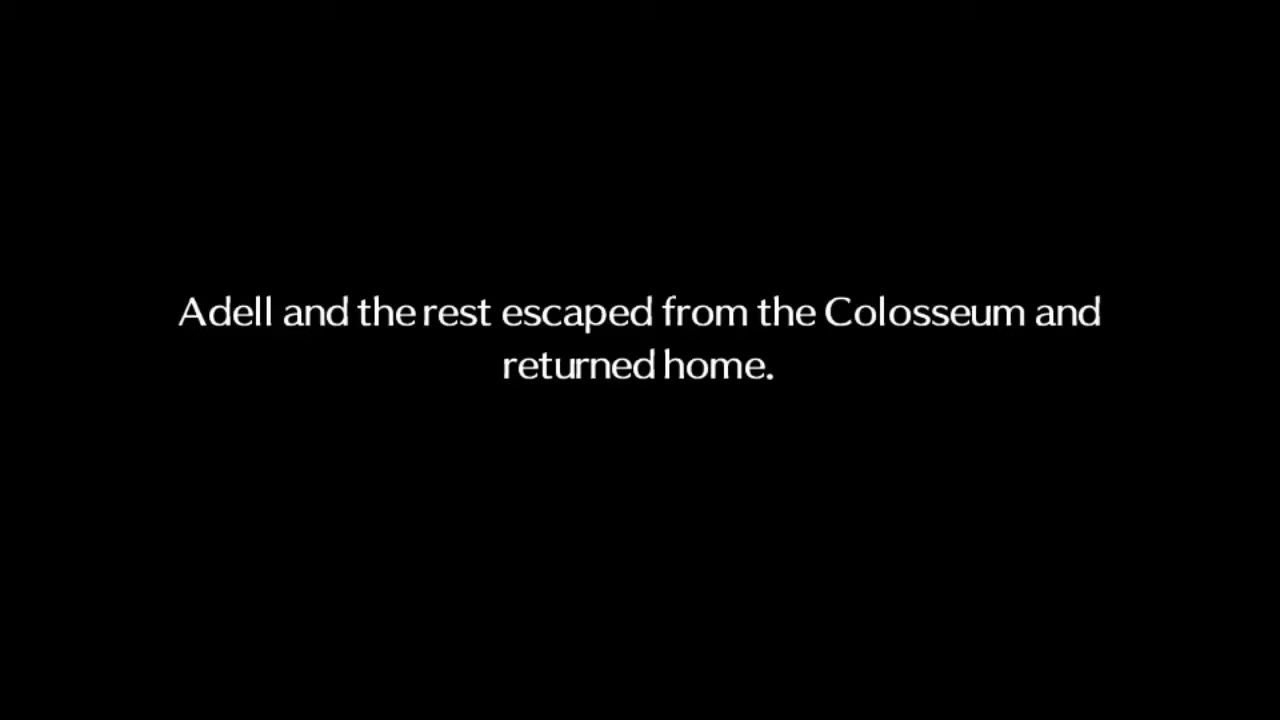 Adell and the rest escaped from the Colosseum and
returned home.